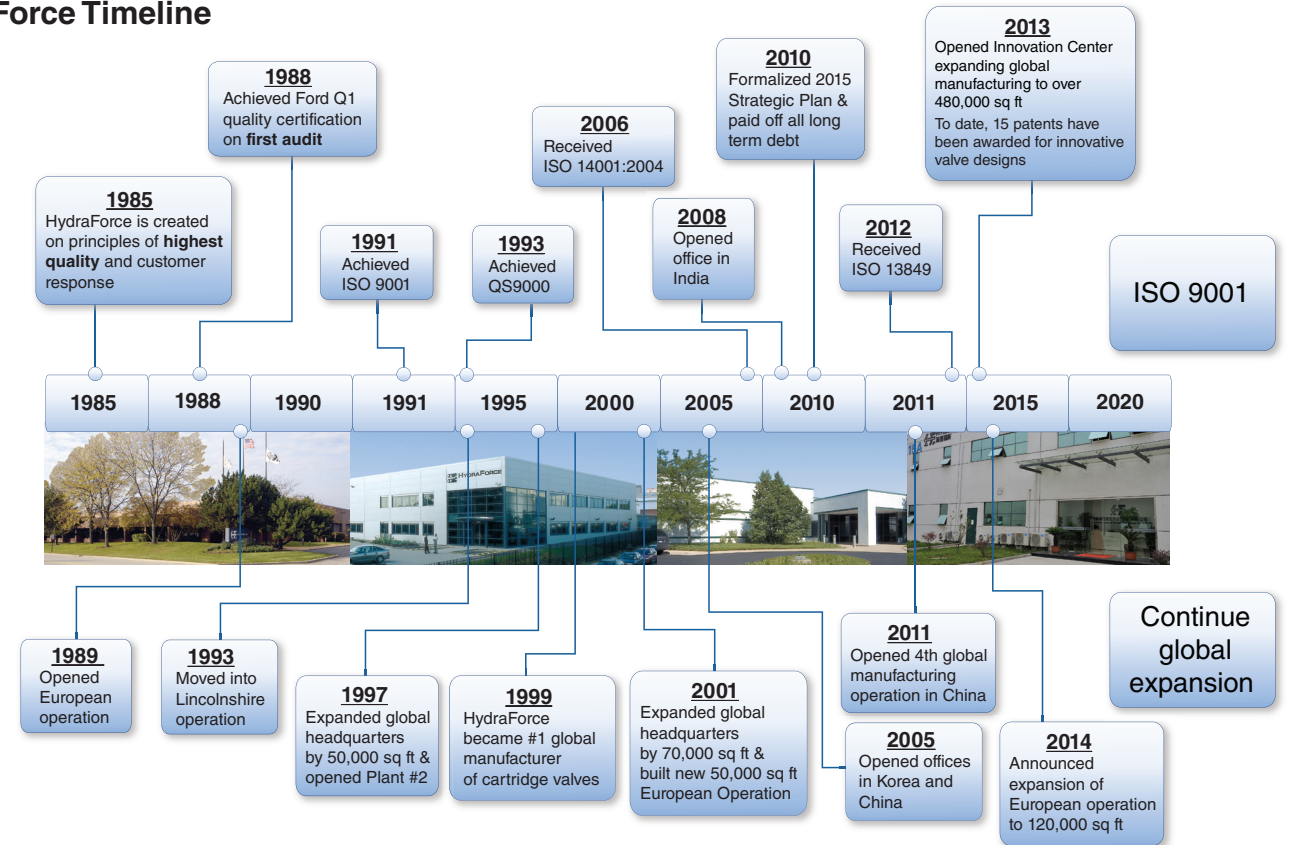 Force Timeline
1988
Achieved Ford Q1
quality certification
on first audit
2013
Opened Innovation Center
expanding global
manufacturing to over
480,000 sq ft
To date, 15 patents have
been awarded for innovative
valve designs
2010
Formalized 2015
Strategic Plan &
paid off all long
term debt
2006
Received
ISO 14001:2004
1985
HydraForce is created
on principles of highest
quality and customer
response
1991
Achieved
ISO 9001
1993
Achieved
QS9000
2008
Opened
office in
India
2012
Received
ISO 13849
ISO 9001
1985
1988
1990
1991
1995
2000
2005
2010
2011
2015
2020
HYDRAFORCE
1989
Opened
European
operation
1993
Moved into
Lincolnshire
operation
1997
Expanded global
headquarters
by 50,000 sq ft &
opened Plant #2
1999
HydraForce
became #1 global
manufacturer
of cartridge valves
2001
Expanded global
headquarters
by 70,000 sq ft &
built new 50,000 sq ft
European Operation
2011
Opened 4th global
manufacturing
operation in China
2005
Opened offices
in Korea and
China
2014
Announced
expansion of
European operation
to 120,000 sq ft
Continue
global
expansion